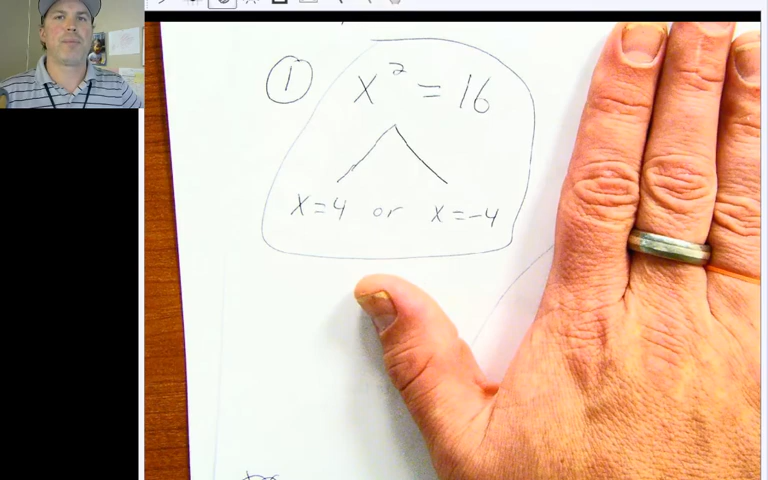 ① x² = 16
x=4 or x=-4